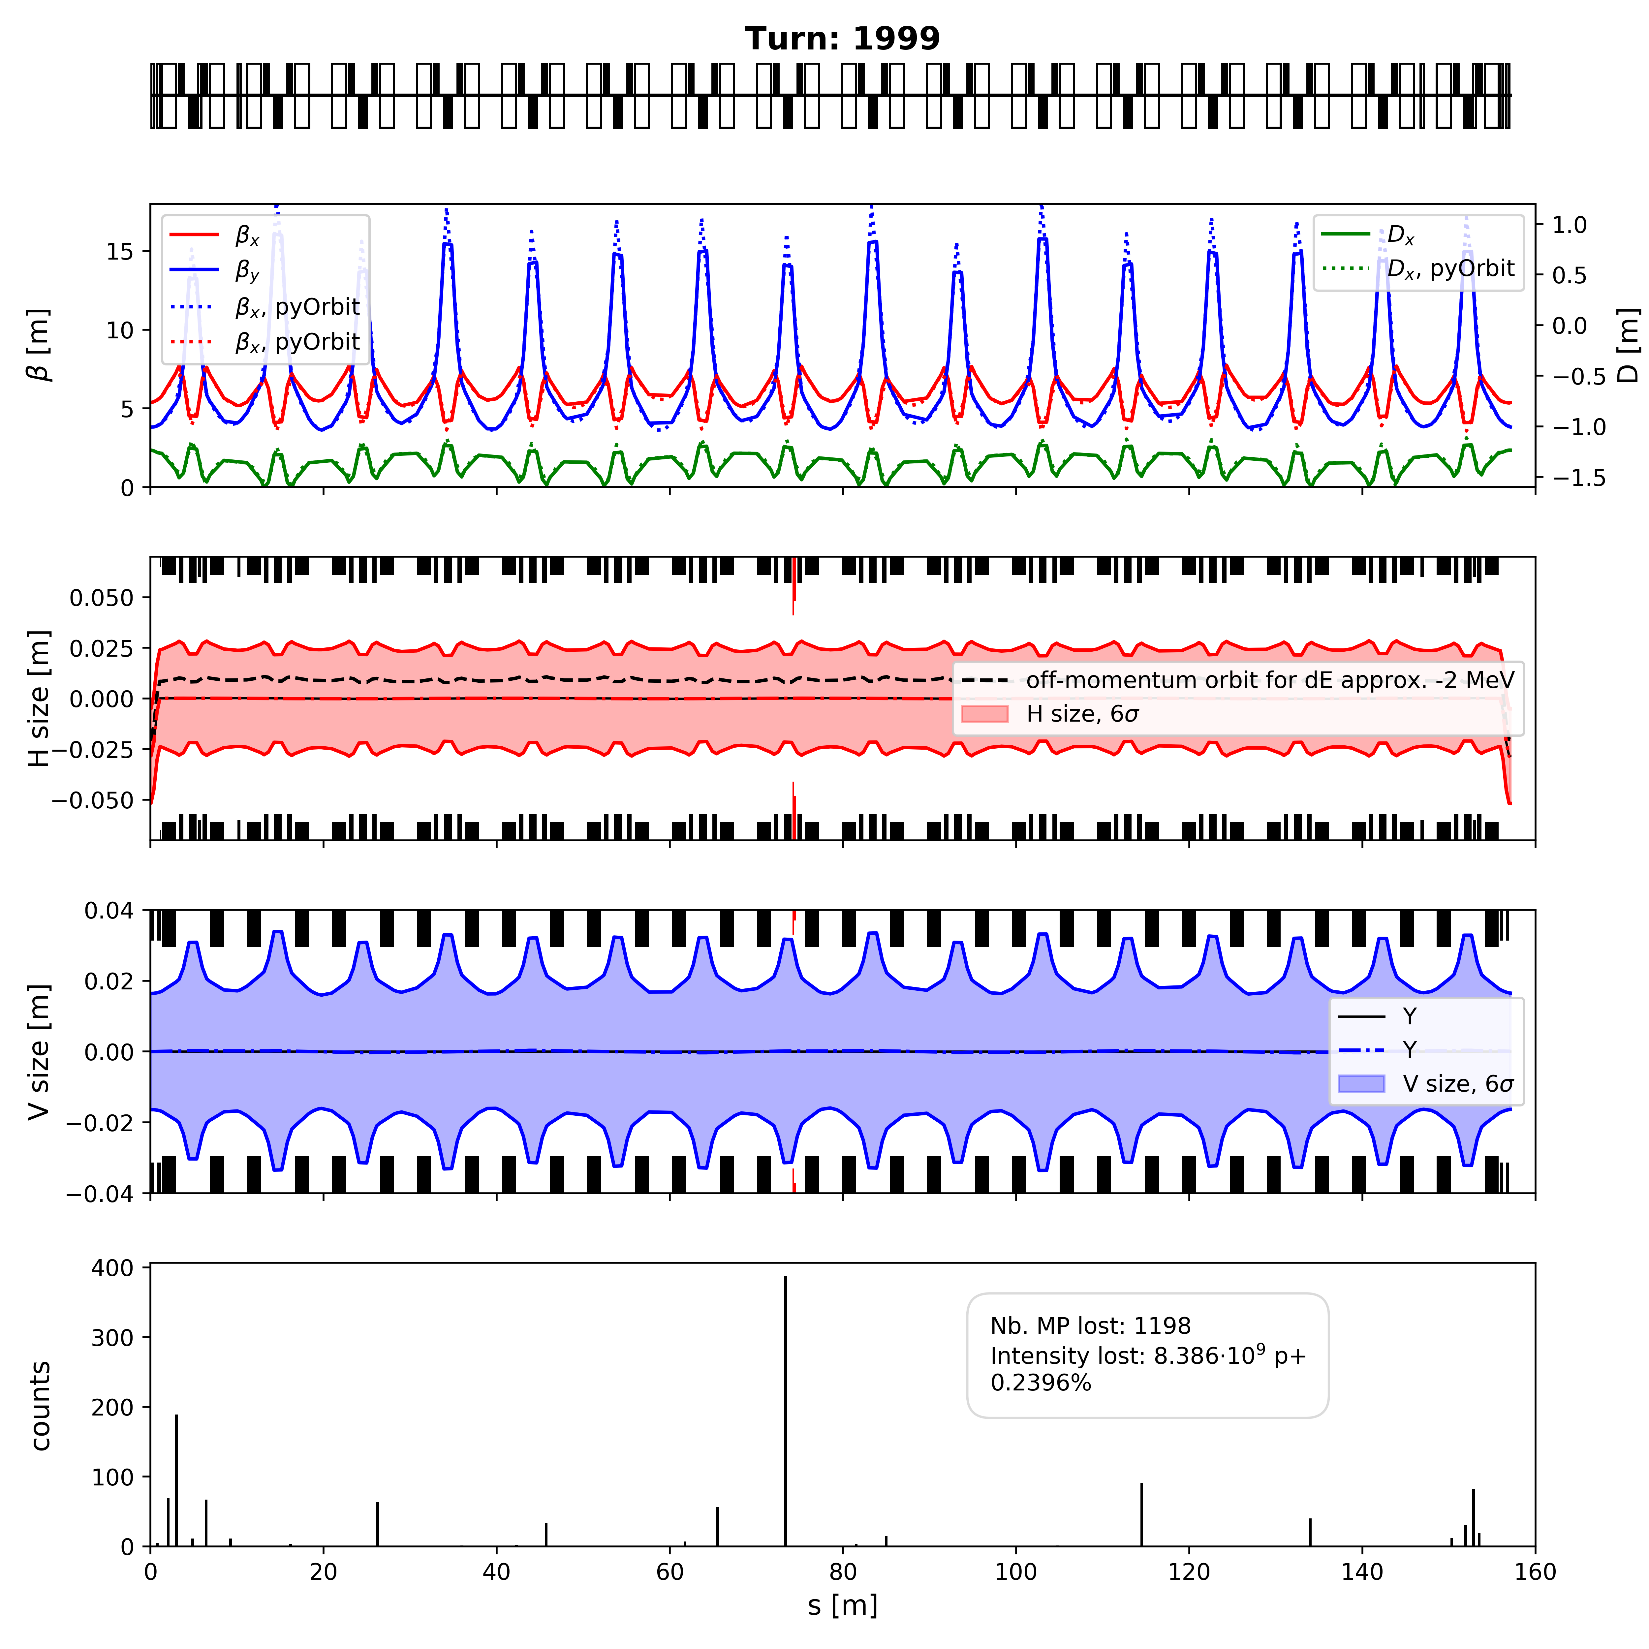 Turn: 1999
β [m]
15
10
5
0
βx
βy
βx, pyOrbit
βx, pyOrbit
Dx
Dx, pyOrbit
1.0
0.5
0.0
−0.5
−1.0
−1.5
D [m]
H size [m]
0.050
0.025
0.000
−0.025
−0.050
off-momentum orbit for dE approx. -2 MeV
H size, 6σ
V size [m]
0.04
0.02
0.00
−0.02
−0.04
Y
Y
V size, 6σ
counts
400
300
200
100
0
Nb. MP lost: 1198
Intensity lost: 8.386·10⁹ p+
0.2396%
0 20 40 60 80 100 120 140 160
s [m]